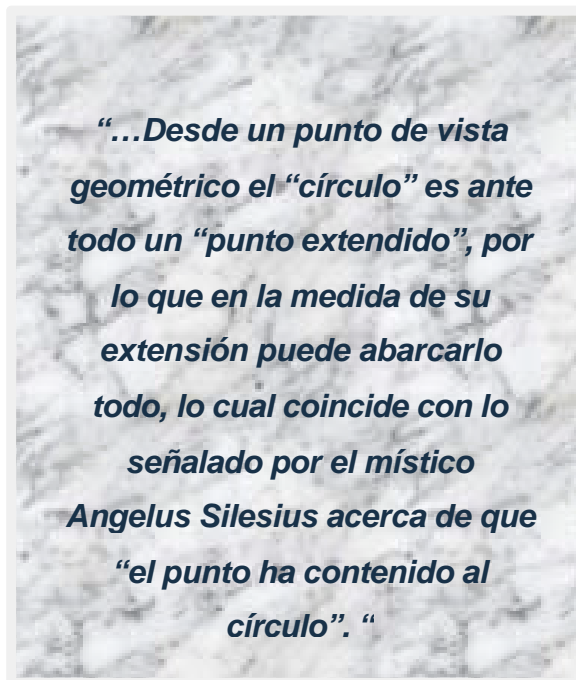 “…Desde un punto de vista
geométrico el “círculo” es ante
todo un “punto extendido”, por
lo que en la medida de su
extensión puede abarcarlo
todo, lo cual coincide con lo
señalado por el místico
Angelus Silesius acerca de que
“el punto ha contenido al
círculo”. “